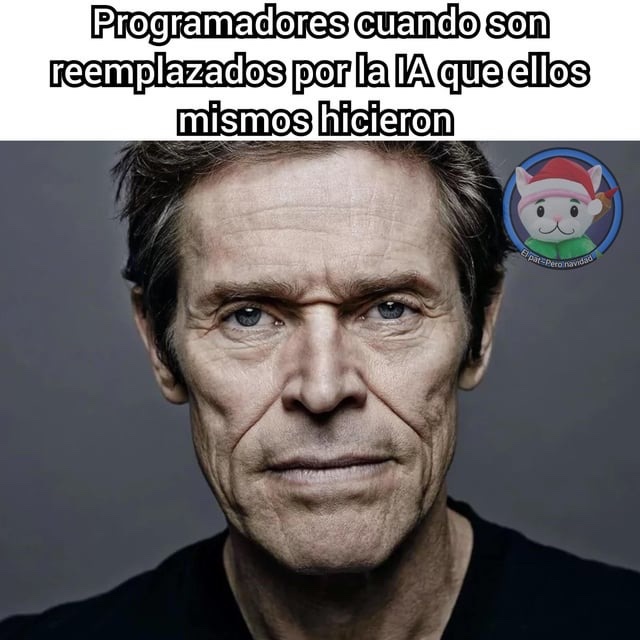 Programadores cuando son
reemplazados por la IA que ellos
mismos hicieron
El pat-Pero navidad